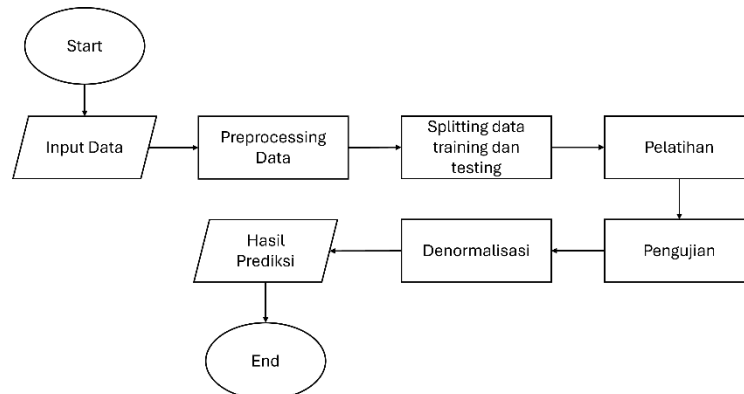 Start
Input Data
Preprocessing
Data
Splitting data
training dan
testing
Pelatihan
Pengujian
Denormalisasi
Hasil
Prediksi
End